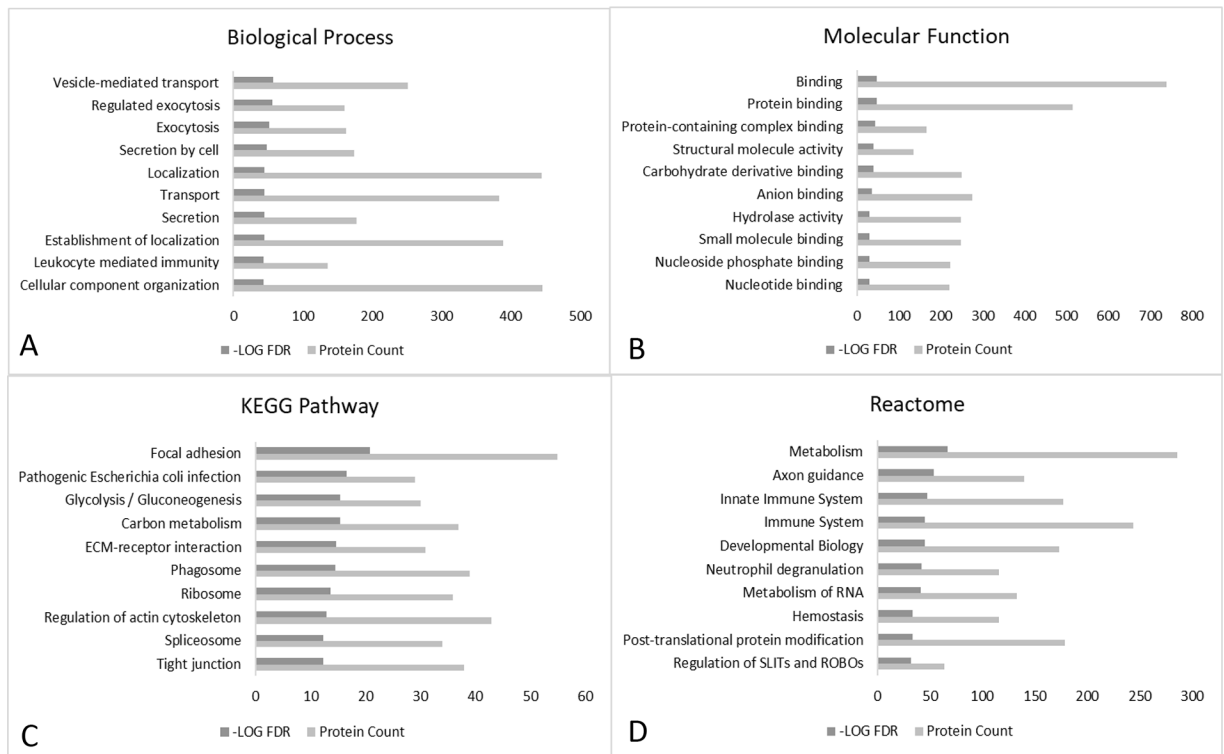 Biological Process
Vesicle-mediated transport
Regulated exocytosis
Exocytosis
Secretion by cell
Localization
Transport
Secretion
Establishment of localization
Leukocyte mediated immunity
Cellular component organization
0 100 200 300 400 500
-LOG FDR Protein Count
A
Molecular Function
Binding
Protein binding
Protein-containing complex binding
Structural molecule activity
Carbohydrate derivative binding
Anion binding
Hydrolase activity
Small molecule binding
Nucleoside phosphate binding
Nucleotide binding
0 100 200 300 400 500 600 700 800
-LOG FDR Protein Count
B
KEGG Pathway
Focal adhesion
Pathogenic Escherichia coli infection
Glycolysis / Gluconeogenesis
Carbon metabolism
ECM-receptor interaction
Phagosome
Ribosome
Regulation of actin cytoskeleton
Spliceosome
Tight junction
0 10 20 30 40 50 60
-LOG FDR Protein Count
C
Reactome
Metabolism
Axon guidance
Innate Immune System
Immune System
Developmental Biology
Neutrophil degranulation
Metabolism of RNA
Hemostasis
Post-translational protein modification
Regulation of SLITs and ROBOs
0 50 100 150 200 250 300
-LOG FDR Protein Count
D